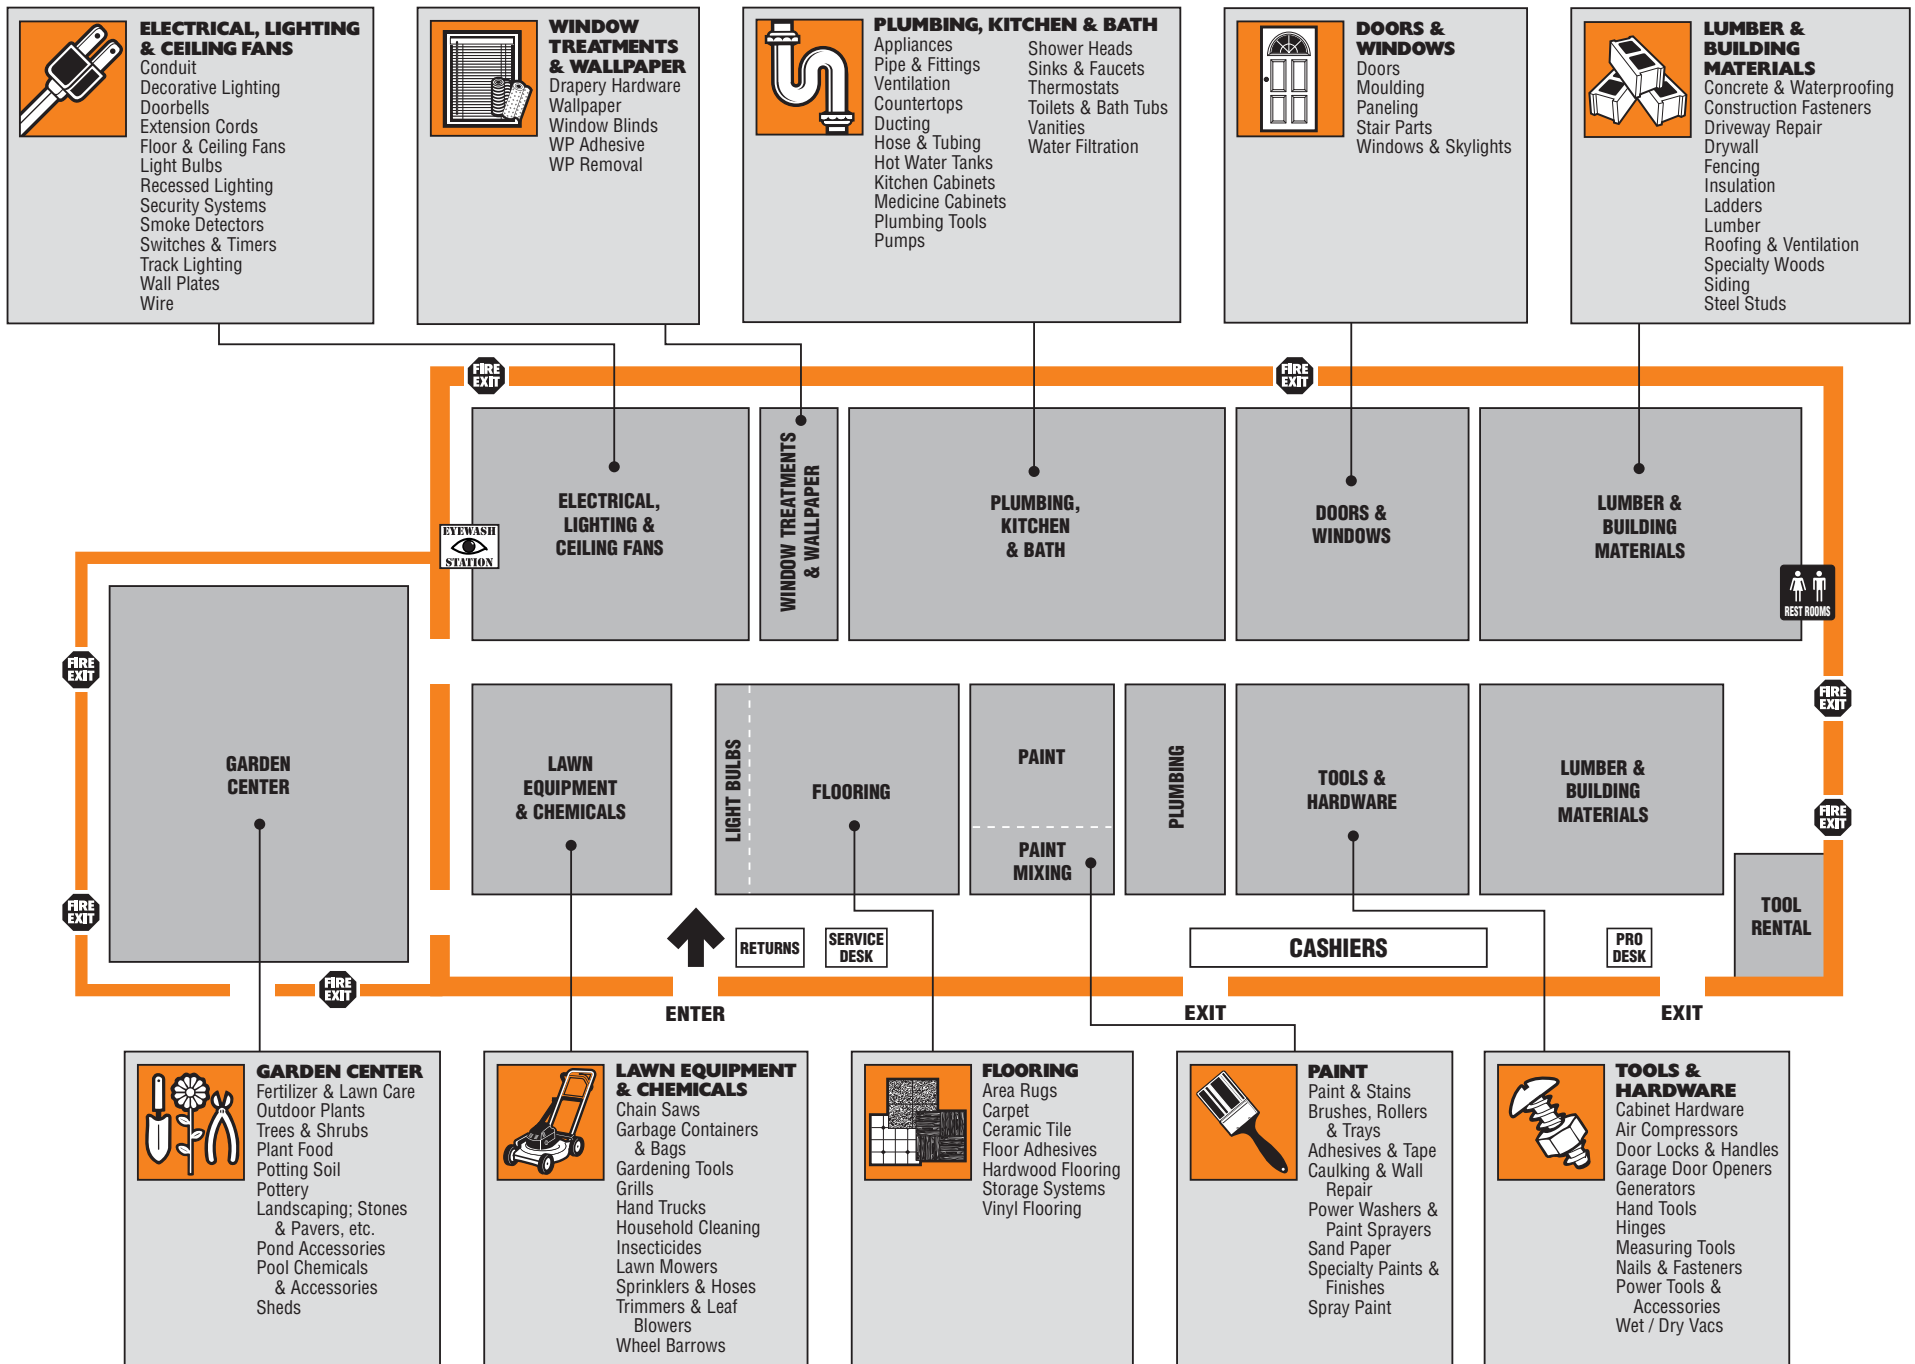 ELECTRICAL, LIGHTING
& CEILING FANS
Conduit
Decorative Lighting
Doorbells
Extension Cords
Floor & Ceiling Fans
Light Bulbs
Recessed Lighting
Security Systems
Smoke Detectors
Switches & Timers
Track Lighting
Wall Plates
Wire
WINDOW
TREATMENTS
& WALLPAPER
Drapery Hardware
Wallpaper
Window Blinds
WP Adhesive
WP Removal
PLUMBING, KITCHEN & BATH
Appliances
Pipe & Fittings
Ventilation
Countertops
Ducting
Hose & Tubing
Hot Water Tanks
Kitchen Cabinets
Medicine Cabinets
Plumbing Tools
Pumps
Shower Heads
Sinks & Faucets
Thermostats
Toilets & Bath Tubs
Vanities
Water Filtration
DOORS &
WINDOWS
Doors
Moulding
Paneling
Stair Parts
Windows & Skylights
LUMBER &
BUILDING
MATERIALS
Concrete & Waterproofing
Construction Fasteners
Driveway Repair
Drywall
Fencing
Insulation
Ladders
Lumber
Roofing & Ventilation
Specialty Woods
Siding
Steel Studs
FIRE
EXIT
FIRE
EXIT
ELECTRICAL,
LIGHTING &
CEILING FANS
WINDOW TREATMENTS
& WALLPAPER
PLUMBING,
KITCHEN
& BATH
DOORS &
WINDOWS
LUMBER &
BUILDING
MATERIALS
EYEWASH
STATION
REST ROOMS
FIRE
EXIT
FIRE
EXIT
GARDEN
CENTER
LAWN
EQUIPMENT
& CHEMICALS
LIGHT BULBS
FLOORING
PAINT
PAINT
MIXING
PLUMBING
TOOLS &
HARDWARE
LUMBER &
BUILDING
MATERIALS
FIRE
EXIT
FIRE
EXIT
TOOL
RENTAL
RETURNS
SERVICE
DESK
CASHIERS
PRO
DESK
FIRE
EXIT
ENTER
EXIT
EXIT
GARDEN CENTER
Fertilizer & Lawn Care
Outdoor Plants
Trees & Shrubs
Plant Food
Potting Soil
Pottery
Landscaping; Stones
& Pavers, etc.
Pond Accessories
Pool Chemicals
& Accessories
Sheds
LAWN EQUIPMENT
& CHEMICALS
Chain Saws
Garbage Containers
& Bags
Gardening Tools
Grills
Hand Trucks
Household Cleaning
Insecticides
Lawn Mowers
Sprinklers & Hoses
Trimmers & Leaf
Blowers
Wheel Barrows
FLOORING
Area Rugs
Carpet
Ceramic Tile
Floor Adhesives
Hardwood Flooring
Storage Systems
Vinyl Flooring
PAINT
Paint & Stains
Brushes, Rollers
& Trays
Adhesives & Tape
Caulking & Wall
Repair
Power Washers &
Paint Sprayers
Sand Paper
Specialty Paints &
Finishes
Spray Paint
TOOLS &
HARDWARE
Cabinet Hardware
Air Compressors
Door Locks & Handles
Garage Door Openers
Generators
Hand Tools
Hinges
Measuring Tools
Nails & Fasteners
Power Tools &
Accessories
Wet / Dry Vacs